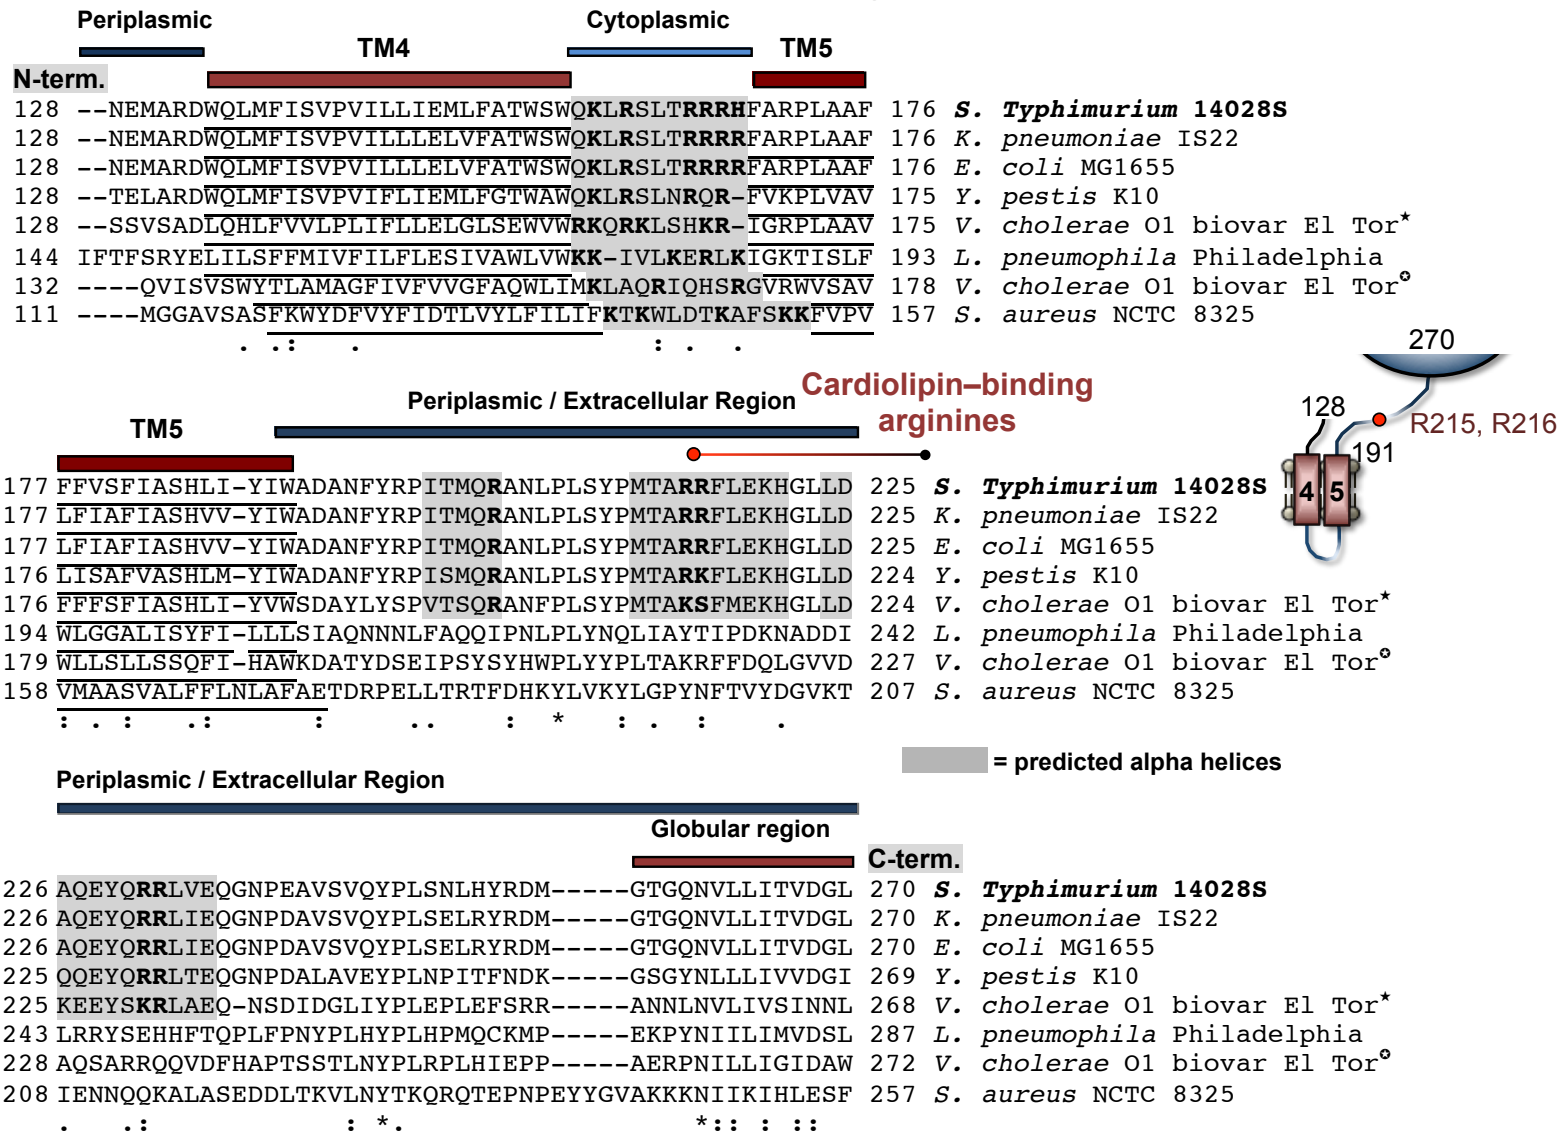 Periplasmic Cytoplasmic
TM4 TM5
N-term.
128 --NEMARDWQLMFISVPVILLIEMLFATWSWQKLRSLTRRRHFARPLAAF 176 S. Typhimurium 14028S
128 --NEMARDWQLMFISVPVILLLELVFATWSWQKLRSLTRRRRFARPLAAF 176 K. pneumoniae IS22
128 --NEMARDWQLMFISVPVILLLELVFATWSWQKLRSLTRRRRFARPLAAF 176 E. coli MG1655
128 --TELARDWQLMFISVPVIFLIEMLFGTWAWQKLRSLNRQR-FVKPLVAV 175 Y. pestis K10
128 --SSVSADLQHLFVVLPLIFLLELGLSEWVWRKQRKLSHKR-IGRPLAAV 175 V. cholerae O1 biovar El Tor★
144 IFTFSRYELILSFFMIVFILFLESIVAWLVWKK-IVLKERLKIGKTISLF 193 L. pneumophila Philadelphia
132 ----QVISVSWYTLAMAGFIVFVVGFAQWLIMKLAQRIQHSRGVRWVSAV 178 V. cholerae O1 biovar El Tor✪
111 ----MGGAVSASFKWYDFVYFIDTLVYLFILIFKTKWLDTKAFSKKFVPV 157 S. aureus NCTC 8325
. .: . : . .
270
Cardiolipin–binding
arginines
Periplasmic / Extracellular Region
TM5
128
R215, R216
191
4 5
177 FFVSFIASHLI-YIWADANFYRPITMQRANLPLSYPMTARRFLEKHGLLD 225 S. Typhimurium 14028S
177 LFIAFIASHVV-YIWADANFYRPITMQRANLPLSYPMTARRFLEKHGLLD 225 K. pneumoniae IS22
177 LFIAFIASHVV-YIWADANFYRPITMQRANLPLSYPMTARRFLEKHGLLD 225 E. coli MG1655
176 LISAFVASHLM-YIWADANFYRPISMQRANLPLSYPMTARKFLEKHGLLD 224 Y. pestis K10
176 FFFSFIASHLI-YVWSDAYLYSPVTSQRANFPLSYPMTAKSFMEKHGLLD 224 V. cholerae O1 biovar El Tor★
194 WLGGALISYFI-LLLSIAQNNNLFAQQIPNLPLYNQLIAYTIPDKNADDI 242 L. pneumophila Philadelphia
179 WLLSLLSSQFI-HAWKDATYDSEIPSYSYHWPLYYPLTAKRFFDQLGVVD 227 V. cholerae O1 biovar El Tor✪
158 VMAASVALFFLNLAFAETDRPELLTRTFDHKYLVKYLGPYNFTVYDGVKT 207 S. aureus NCTC 8325
: . : .: : .. : * : . : .
= predicted alpha helices
Periplasmic / Extracellular Region
Globular region
C-term.
226 AQEYQRRLVEQGNPEAVSVQYPLSNLHYRDM-----GTGQNVLLITVDGL 270 S. Typhimurium 14028S
226 AQEYQRRLIEQGNPDAVSVQYPLSELRYRDM-----GTGQNVLLITVDGL 270 K. pneumoniae IS22
226 AQEYQRRLIEQGNPDAVSVQYPLSELRYRDM-----GTGQNVLLITVDGL 270 E. coli MG1655
225 QQEYQRRLTEQGNPDALAVEYPLNPITFNDK-----GSGYNLLLIVVDGI 269 Y. pestis K10
225 KEEYSKRLAEQ-NSDIDGLIYPLEPLEFSRR-----ANNLNVLIVSINNL 268 V. cholerae O1 biovar El Tor★
243 LRRYSEHHFTQPLFPNYPLHYPLHPMQCKMP-----EKPYNIILIMVDSL 287 L. pneumophila Philadelphia
228 AQSARRQQVDFHAPTSSTLNYPLRPLHIEPP-----AERPNILLIGIDAW 272 V. cholerae O1 biovar El Tor✪
208 IENNQQKALASEDDLTKVLNYTKQRQTEPNPEYYGVAKKKNIIKIHLESF 257 S. aureus NCTC 8325
. .: : *. *:: : ::